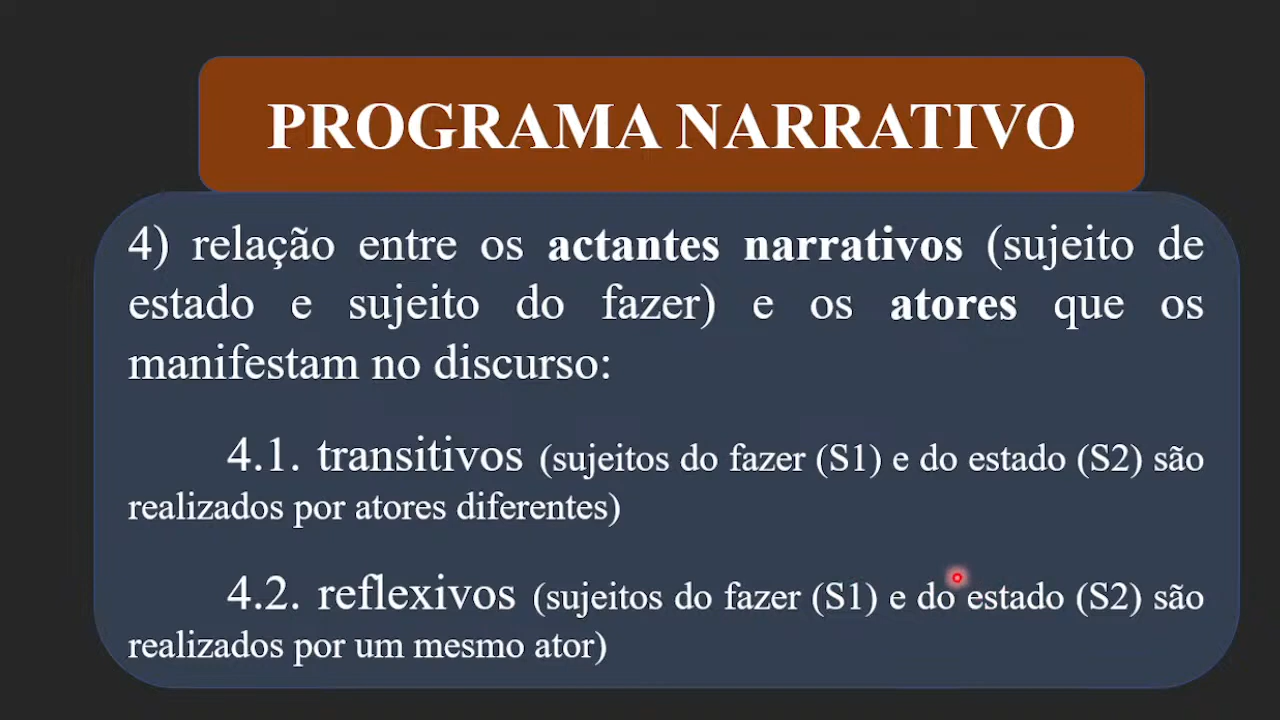 PROGRAMA NARRATIVO
4) relação entre os actantes narrativos (sujeito de
estado e sujeito do fazer) e os atores que os
manifestam no discurso:
4.1. transitivos (sujeitos do fazer (S1) e do estado (S2) são
realizados por atores diferentes)
4.2. reflexivos (sujeitos do fazer (S1) e do estado (S2) são
realizados por um mesmo ator)